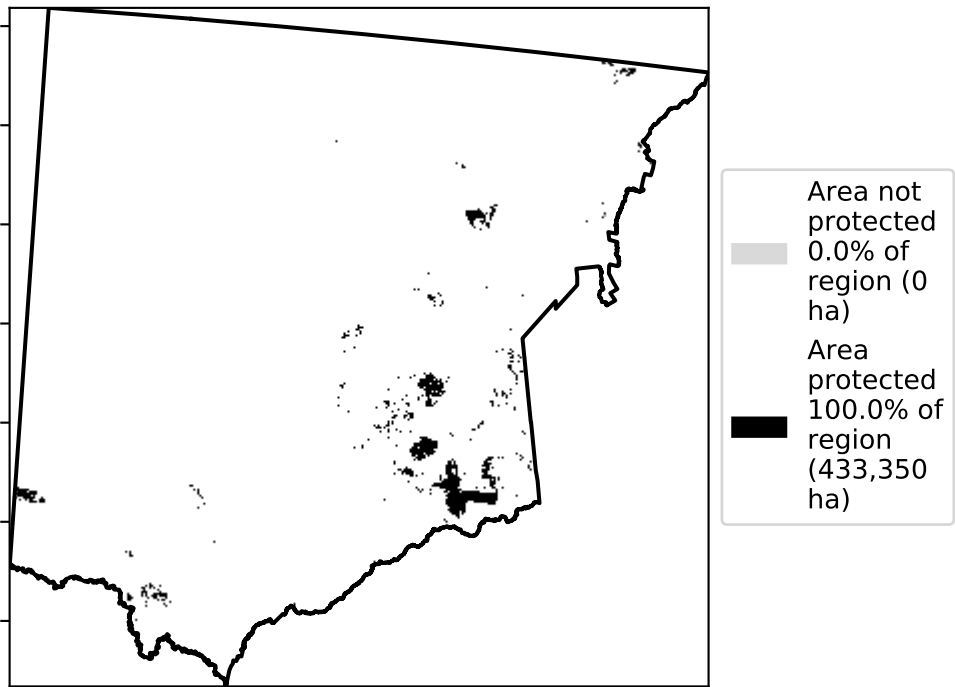 Area not
protected
0.0% of
region (0
ha)
Area
protected
100.0% of
region
(433,350
ha)